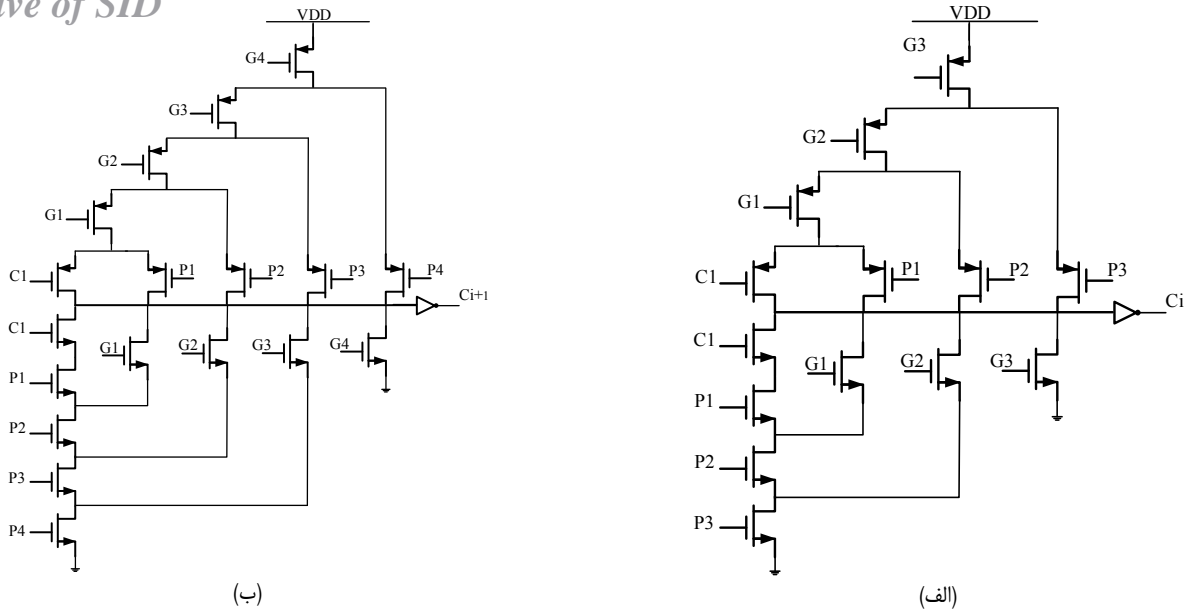 ive of SID
VDD
G4
G3
G2
G1
C1
P1
P2
P3
P4
Ci+1
C1
G1
G2
G3
G4
P1
P2
P3
P4
(ب)
VDD
G3
G2
G1
C1
P1
P2
P3
Ci
C1
G1
G2
G3
P1
P2
P3
(الف)